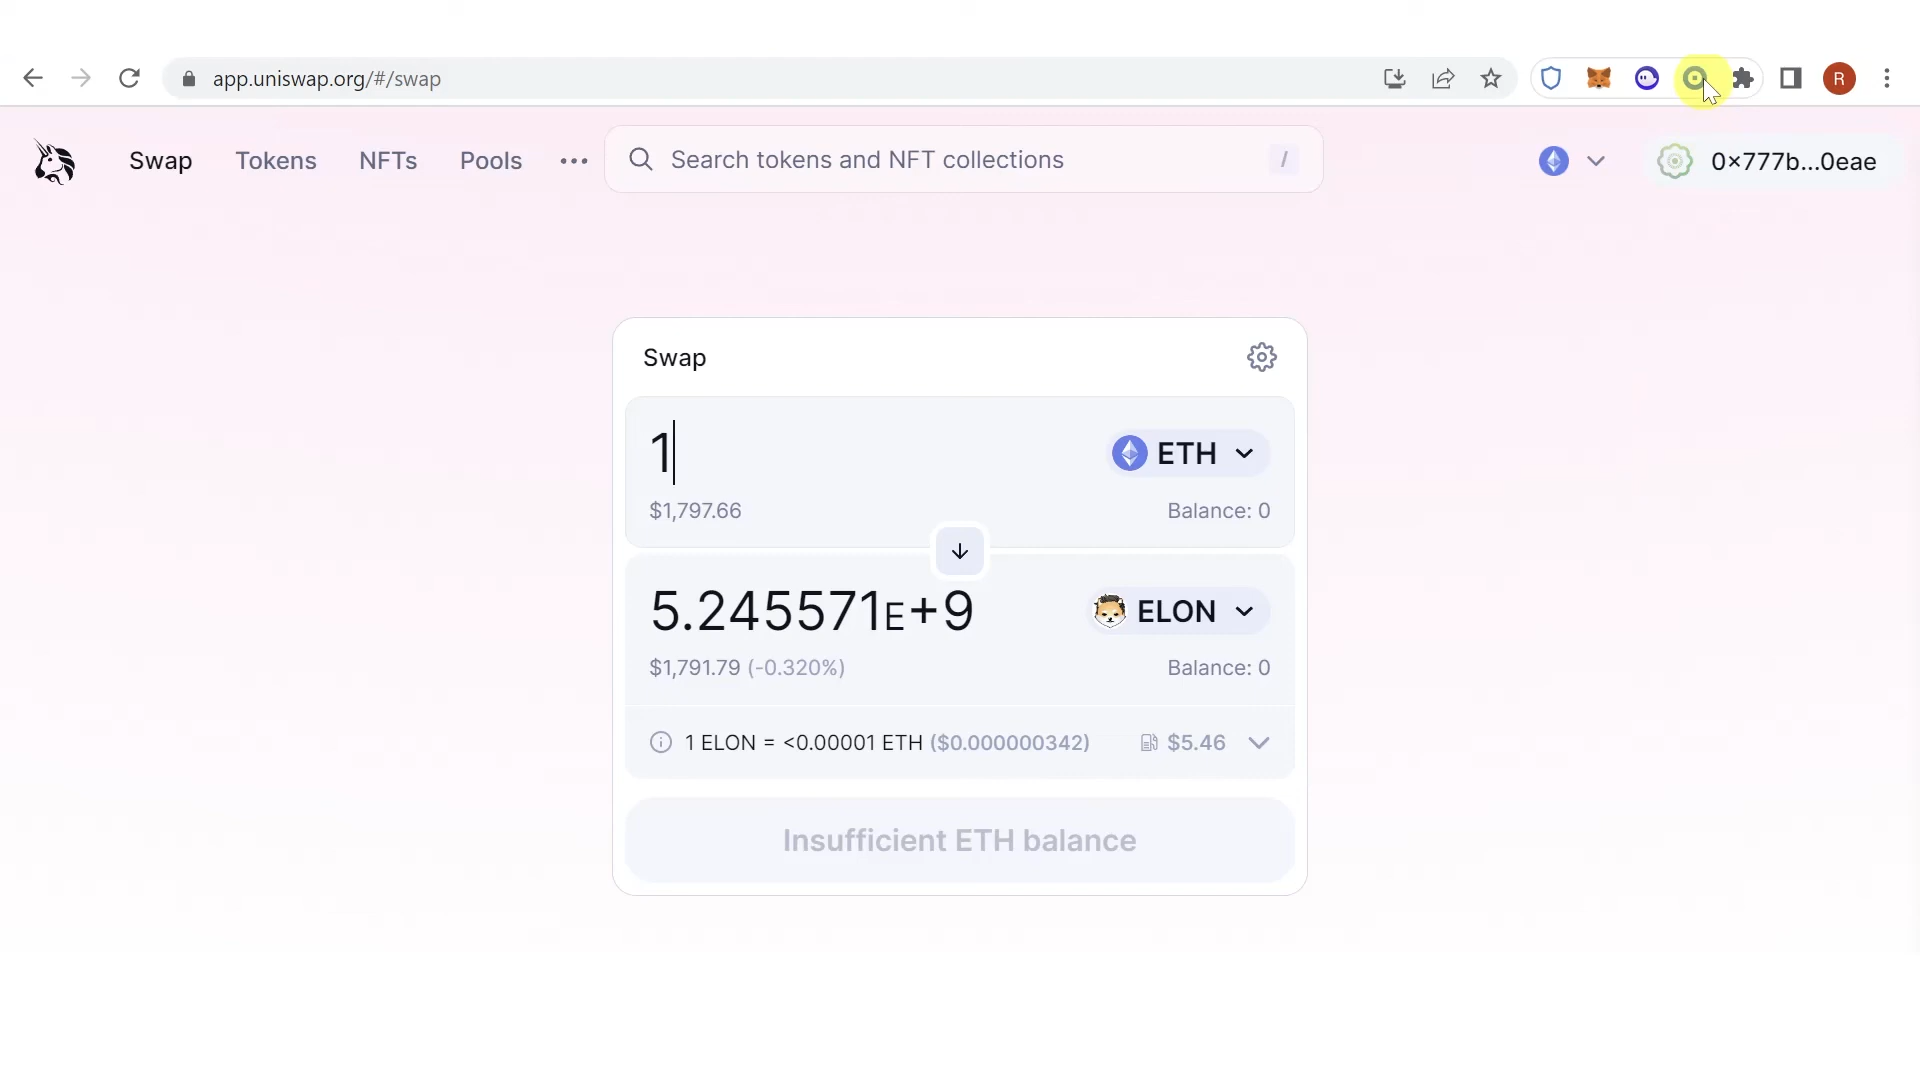 app.uniswap.org/#/swap
R
Swap Tokens NFTs Pools
Search tokens and NFT collections /
0×777b...0eae
Swap
1 ETH
$1,797.66 Balance: 0
5.245571E+9 ELON
$1,791.79 (-0.320%) Balance: 0
1 ELON = <0.00001 ETH ($0.000000342) $5.46
Insufficient ETH balance